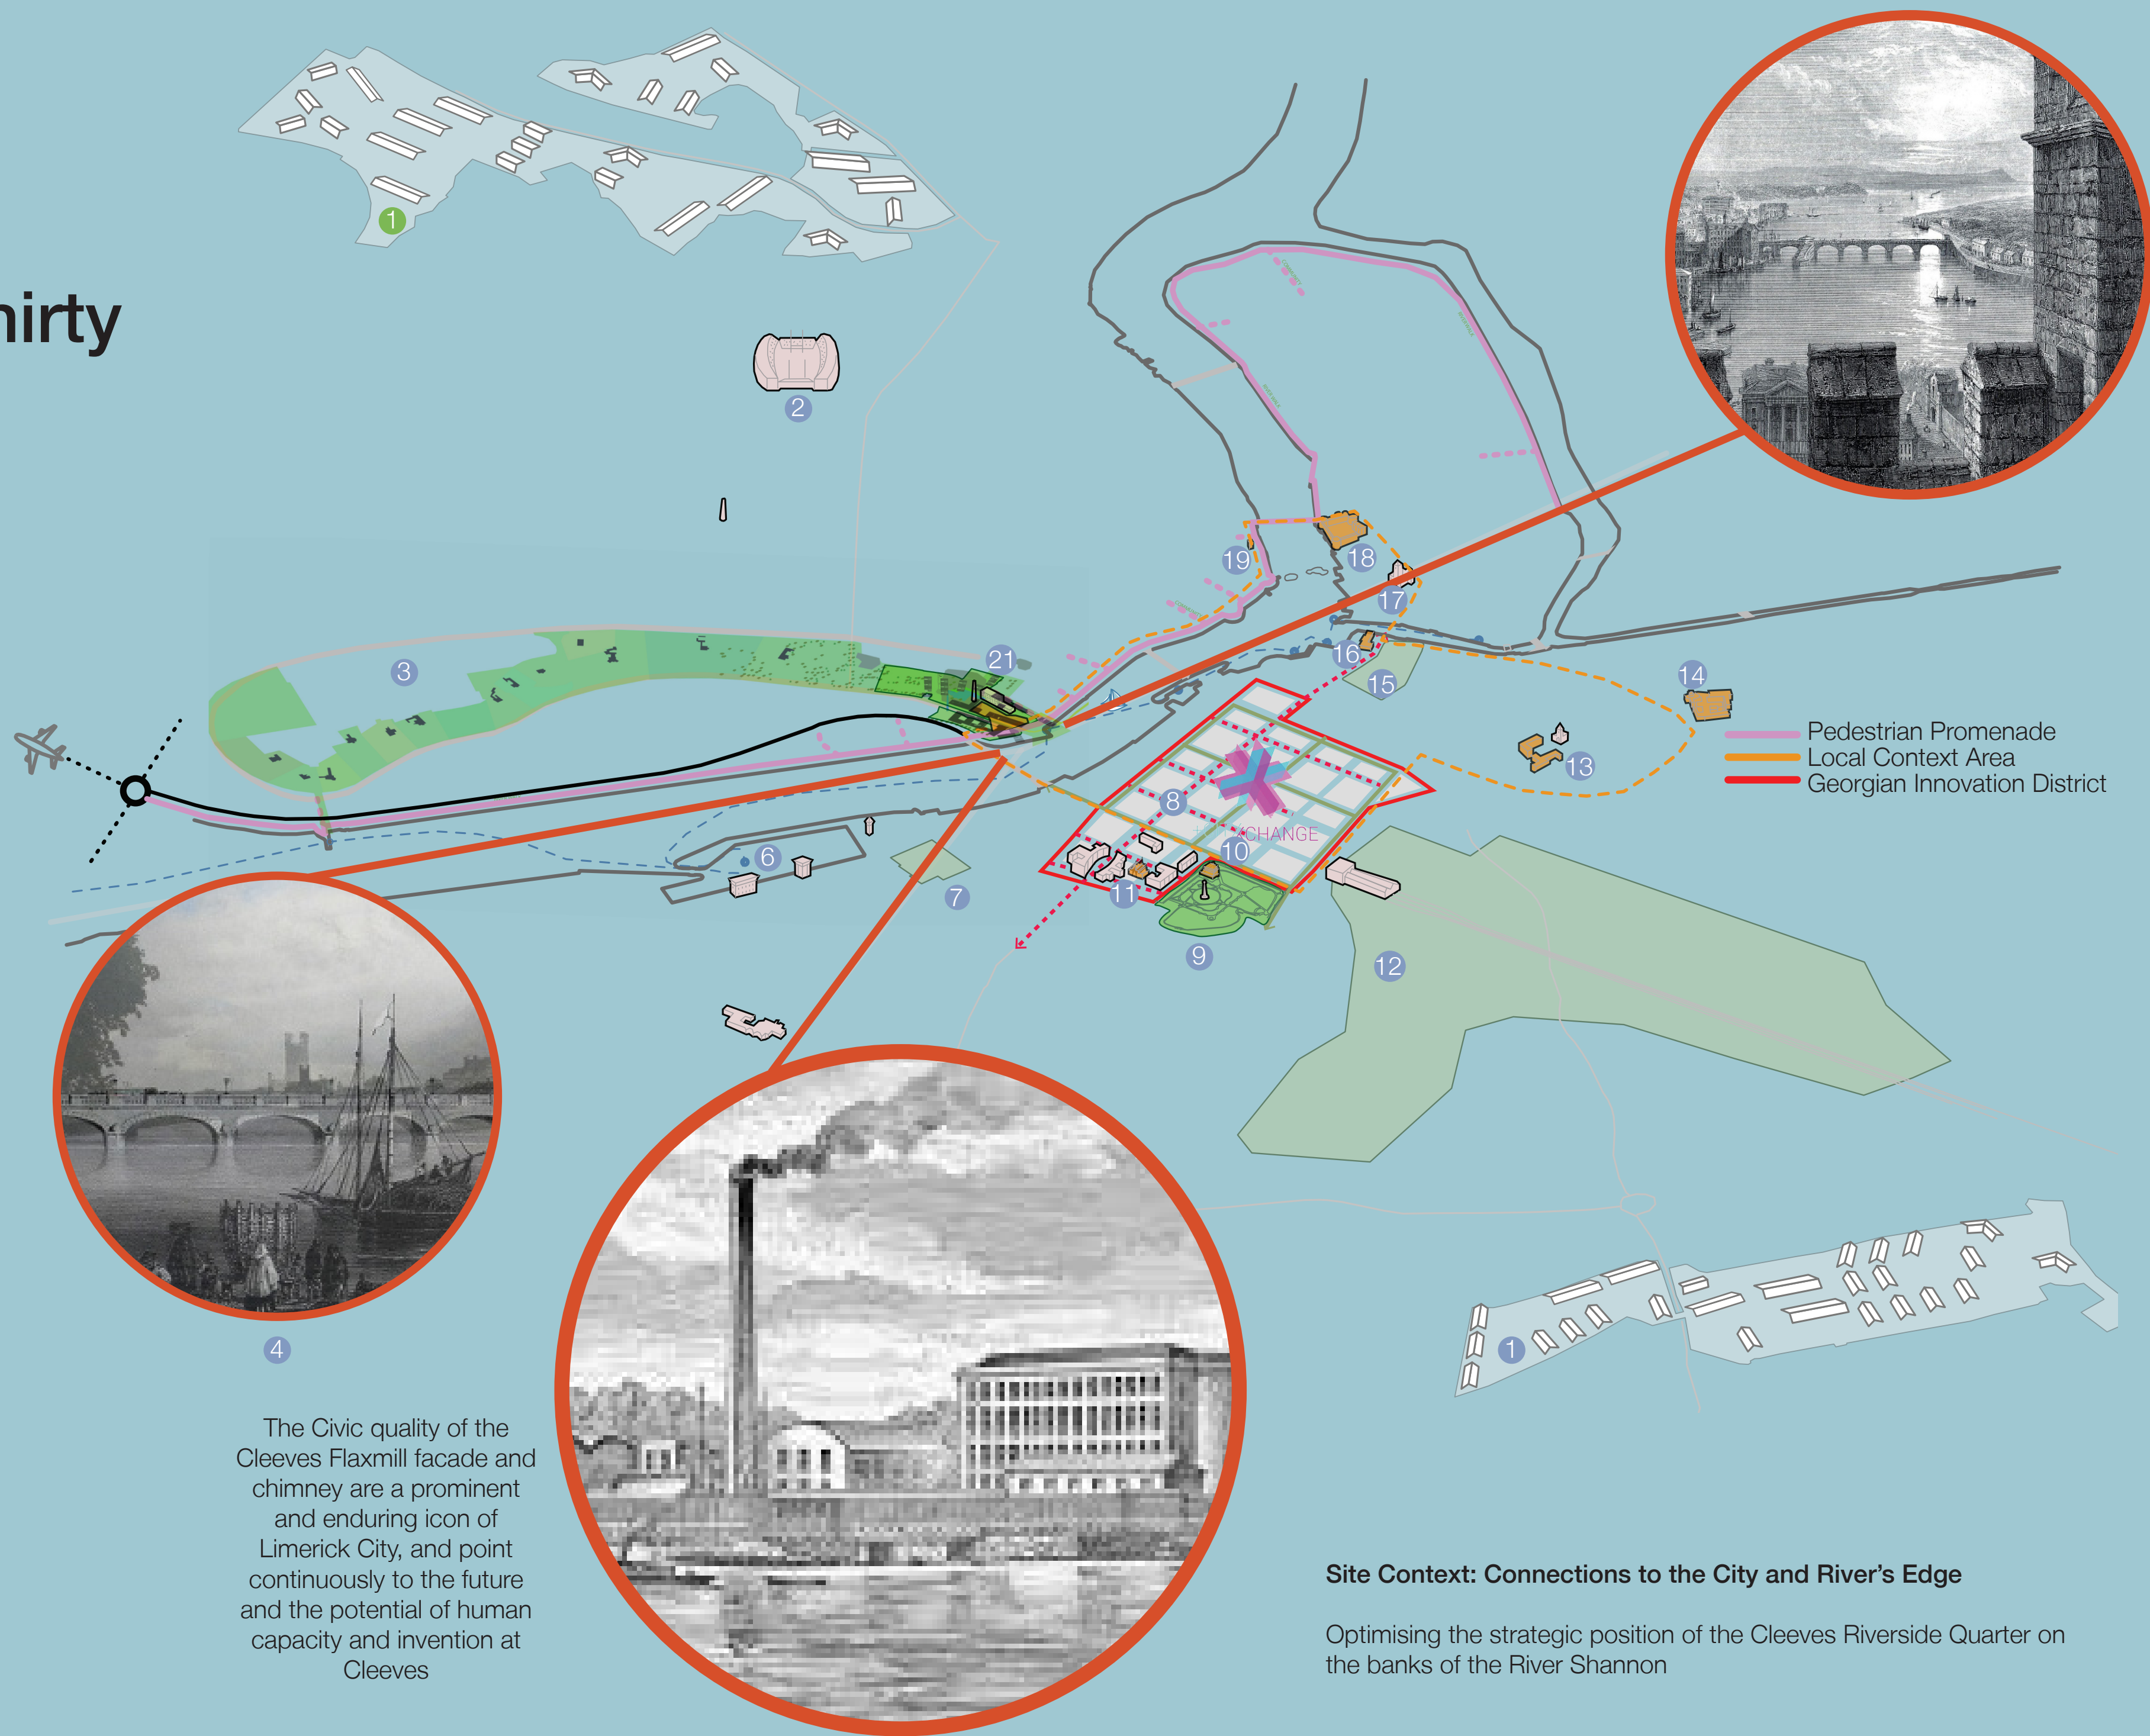 hirty
1
2
3
21
19
18
17
16
15
14
13
Pedestrian Promenade
Local Context Area
Georgian Innovation District
8
XCHANGE
10
11
6
7
9
12
4
1
The Civic quality of the
Cleeves Flaxmill facade and
chimney are a prominent
and enduring icon of
Limerick City, and point
continuously to the future
and the potential of human
capacity and invention at
Cleeves
Site Context: Connections to the City and River's Edge
Optimising the strategic position of the Cleeves Riverside Quarter on
the banks of the River Shannon